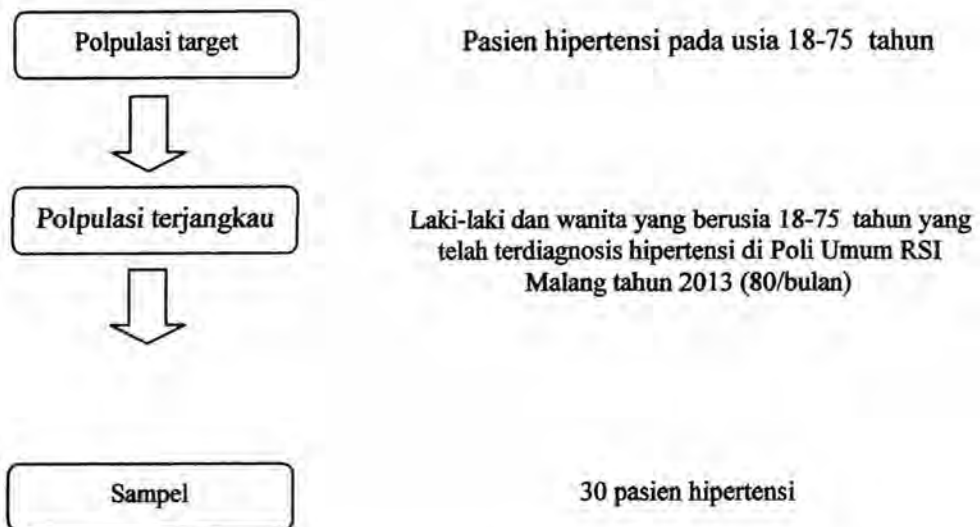 Polpulasi target
Pasien hipertensi pada usia 18-75 tahun
Polpulasi terjangkau
Laki-laki dan wanita yang berusia 18-75 tahun yang
telah terdiagnosis hipertensi di Poli Umum RSI
Malang tahun 2013 (80/bulan)
Sampel
30 pasien hipertensi